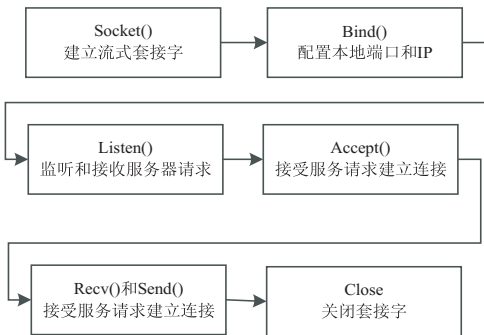 Socket()
建立流式套接字
Bind()
配置本地端口和IP
Listen()
监听和接收服务器请求
Accept()
接受服务请求建立连接
Recv()和Send()
接受服务请求建立连接
Close
关闭套接字